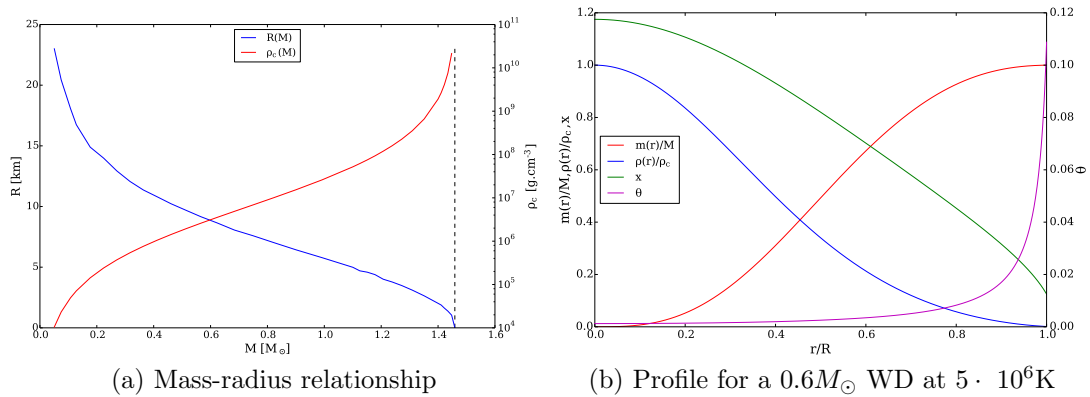 25
20
15
10
5
0
R [km]
0.0 0.2 0.4 0.6 0.8 1.0 1.2 1.4 1.6
M [M☉]
R(M)
ρc(M)
10¹¹
10¹⁰
10⁹
10⁸
10⁷
10⁶
10⁵
10⁴
ρc [g.cm⁻³]
(a) Mass-radius relationship
1.2
1.0
0.8
0.6
0.4
0.2
0.0
m(r)/M,ρ(r)/ρc,x
0.0 0.2 0.4 0.6 0.8 1.0
r/R
m(r)/M
ρ(r)/ρc
x
θ
0.12
0.10
0.08
0.06
0.04
0.02
0.00
θ
(b) Profile for a 0.6M☉ WD at 5 · 10⁶K